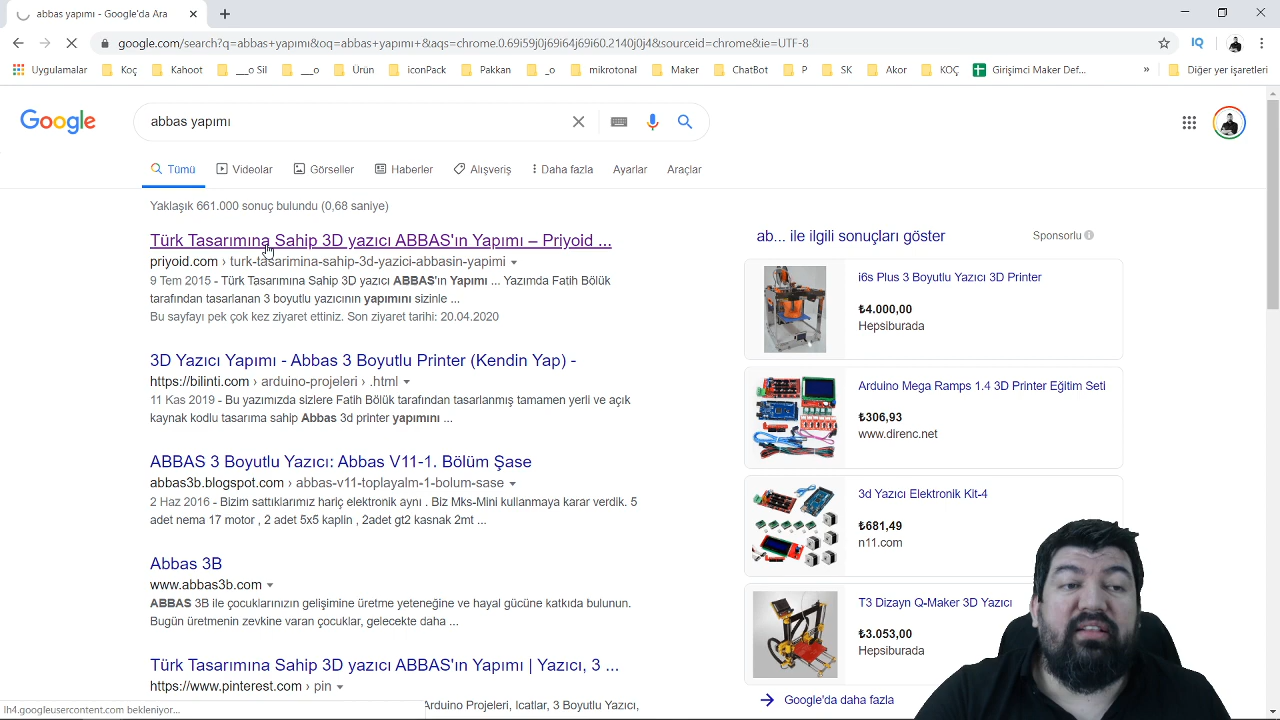 abbas yapımı - Google'da Ara
google.com/search?q=abbas+yapımı&oq=abbas+yapımı+&aqs=chrome.0.69i59j0j69i64j69i60.2140j0j4&sourceid=chrome&ie=UTF-8
IQ
Uygulamalar Koç Kahoot ___o Sil ___o Ürün iconPack Pakkan _o mikrotonal Maker ChatBot P SK Akor KOÇ Girişimci Maker Def... » Diğer yer işaretleri
Google
abbas yapımı
Tümü Videolar Görseller Haberler Alışveriş Daha fazla Ayarlar Araçlar
Yaklaşık 661.000 sonuç bulundu (0,68 saniye)
Türk Tasarımına Sahip 3D yazıcı ABBAS'ın Yapımı – Priyoid ...
priyoid.com › turk-tasarimina-sahip-3d-yazici-abbasin-yapimi
9 Tem 2015 - Türk Tasarımına Sahip 3D yazıcı ABBAS'ın Yapımı ... Yazımda Fatih Bölük
tarafından tasarlanan 3 boyutlu yazıcının yapımını sizinle ...
Bu sayfayı pek çok kez ziyaret ettiniz. Son ziyaret tarihi: 20.04.2020
3D Yazıcı Yapımı - Abbas 3 Boyutlu Printer (Kendin Yap) -
https://bilinti.com › arduino-projeleri › .html
11 Kas 2019 - Bu yazımızda sizlere Fatih Bölük tarafından tasarlanmış tamamen yerli ve açık
kaynak kodlu tasarıma sahip Abbas 3d printer yapımını ...
ABBAS 3 Boyutlu Yazıcı: Abbas V11-1. Bölüm Şase
abbas3b.blogspot.com › abbas-v11-toplayalm-1-bolum-sase
2 Haz 2016 - Bizim sattıklarımız hariç elektronik aynı . Biz Mks-Mini kullanmaya karar verdik. 5
adet nema 17 motor , 2 adet 5x5 kaplin , 2adet gt2 kasnak 2mt ...
Abbas 3B
www.abbas3b.com
ABBAS 3B ile çocuklarınızın gelişimine üretme yeteneğine ve hayal gücüne katkıda bulunun.
Bugün üretmenin zevkine varan çocuklar, gelecekte daha ...
Türk Tasarımına Sahip 3D yazıcı ABBAS'ın Yapımı | Yazıcı, 3 ...
https://www.pinterest.com › pin
Arduino Projeleri, Icatlar, 3 Boyutlu Yazıcı,
lh4.googleusercontent.com bekleniyor...
ab... ile ilgili sonuçları göster
Sponsorlu
i6s Plus 3 Boyutlu Yazıcı 3D Printer
₺4.000,00
Hepsiburada
Arduino Mega Ramps 1.4 3D Printer Eğitim Seti
₺306,93
www.direnc.net
3d Yazıcı Elektronik Kit-4
₺681,49
n11.com
T3 Dizayn Q-Maker 3D Yazıcı
₺3.053,00
Hepsiburada
Google'da daha fazla